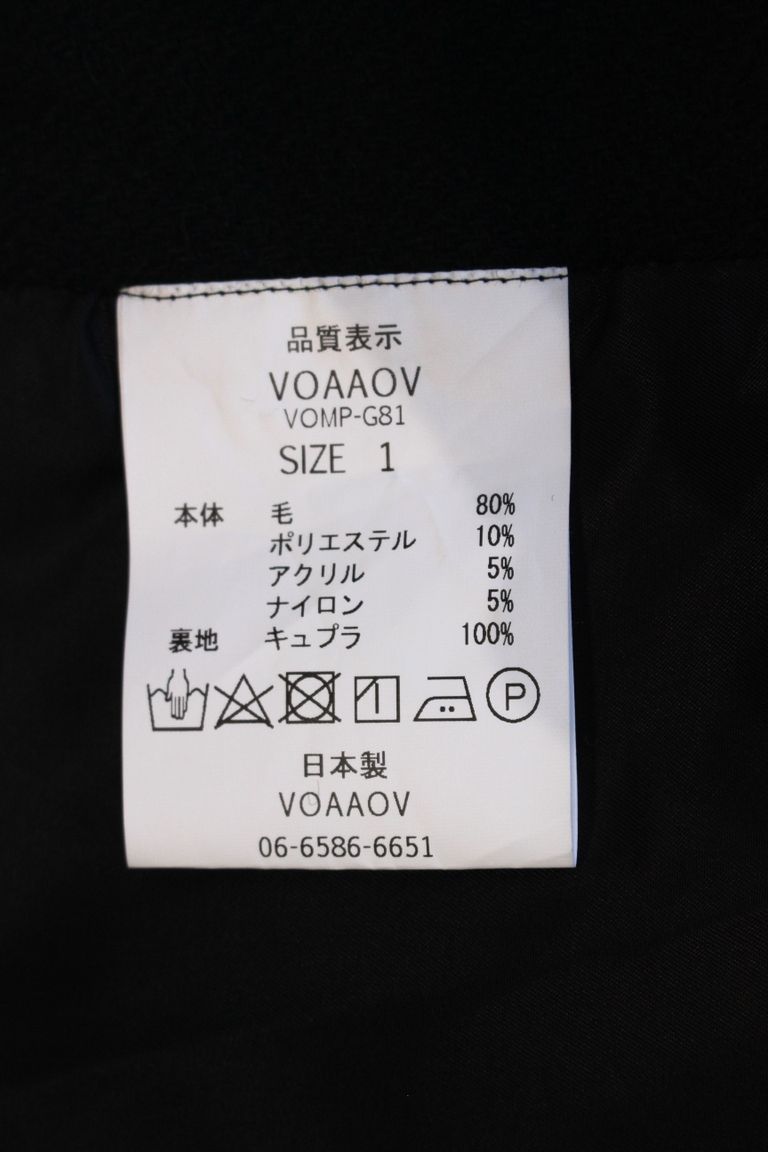 品質表示
VOAAOV
VOMP-G81
SIZE 1
本体 毛 80%
ポリエステル 10%
アクリル 5%
ナイロン 5%
裏地 キュプラ 100%
P
日本製
VOAAOV
06-6586-6651